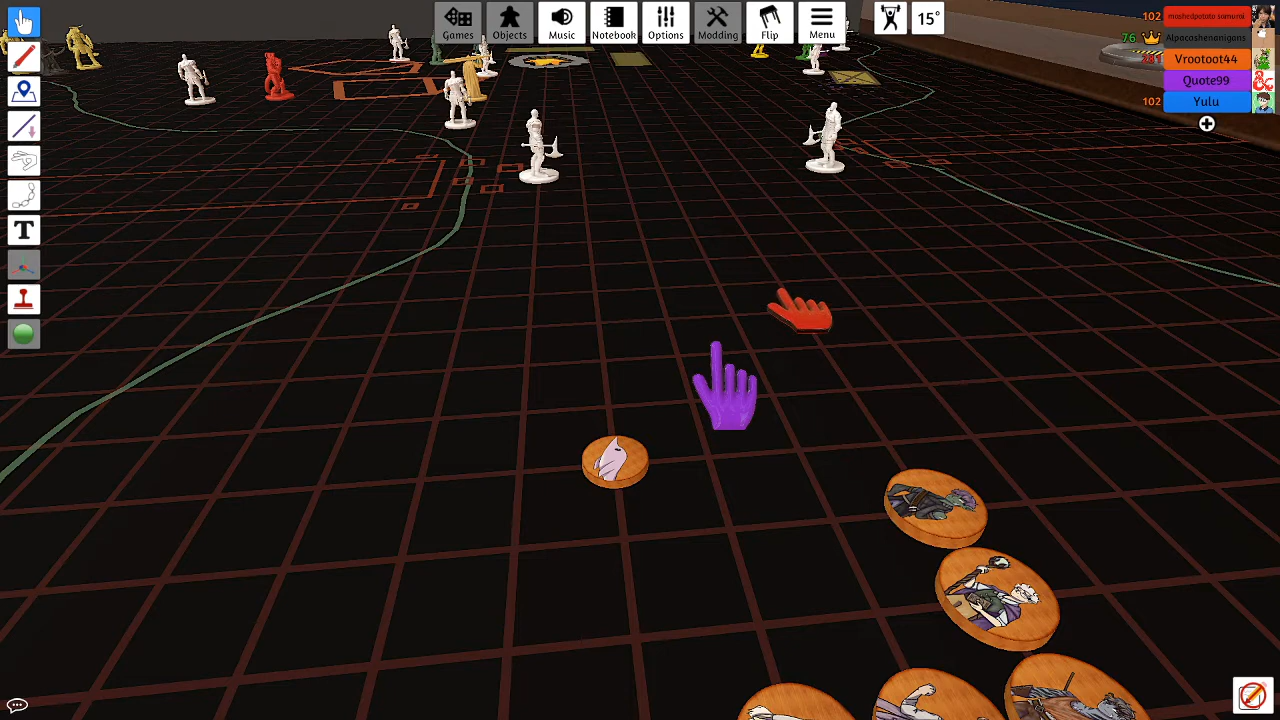 Games
Objects
Music
Notebook
Options
Modding
Flip
Menu
15°
102 mashedpotato samurai
76 Alpacashenanigans
281 Vrootoot44
Quote99
102 Yulu
T